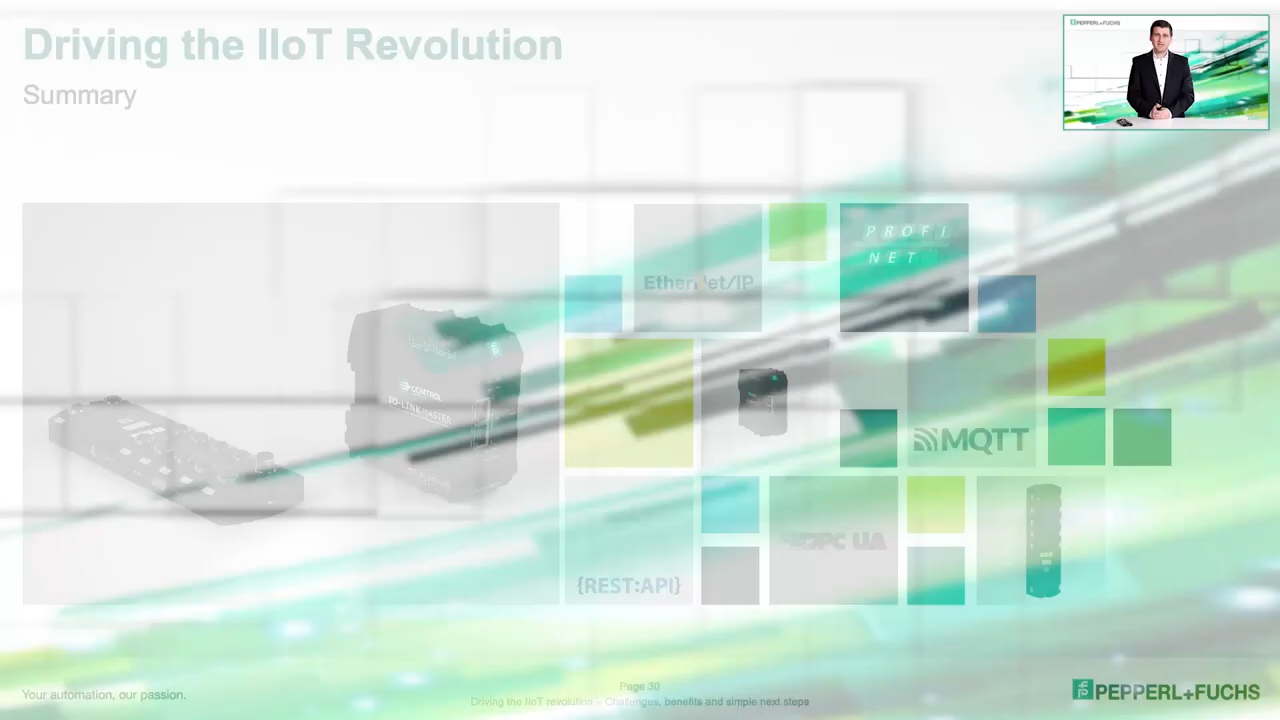 Driving the IIoT Revolution
Summary
PEPPERL+FUCHS
PROFI
NET
EtherNet/IP
COMTROL
IO-LINK MASTER
MQTT
OPC UA
{REST:API}
Your automation, our passion.
Page 30
Driving the IIoT revolution – Challenges, benefits and simple next steps
PEPPERL+FUCHS